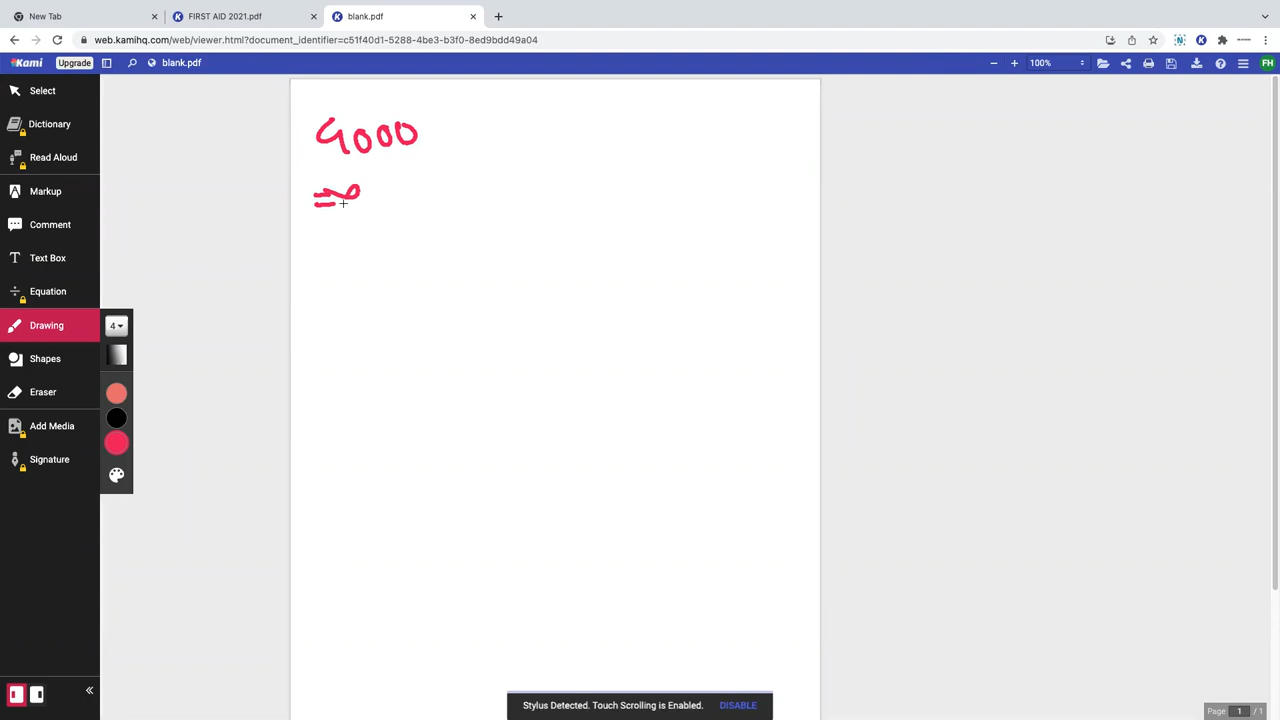 New Tab
FIRST AID 2021.pdf
blank.pdf
web.kamihq.com/web/viewer.html?document_identifier=c51f40d1-5288-4be3-b3f0-8ed9bdd49a04
Kami
Upgrade
blank.pdf
100%
FH
Select
Dictionary
Read Aloud
Markup
Comment
Text Box
Equation
Drawing
Shapes
Eraser
Add Media
Signature
4
4000
=
Stylus Detected. Touch Scrolling is Enabled. DISABLE
Page 1 / 1